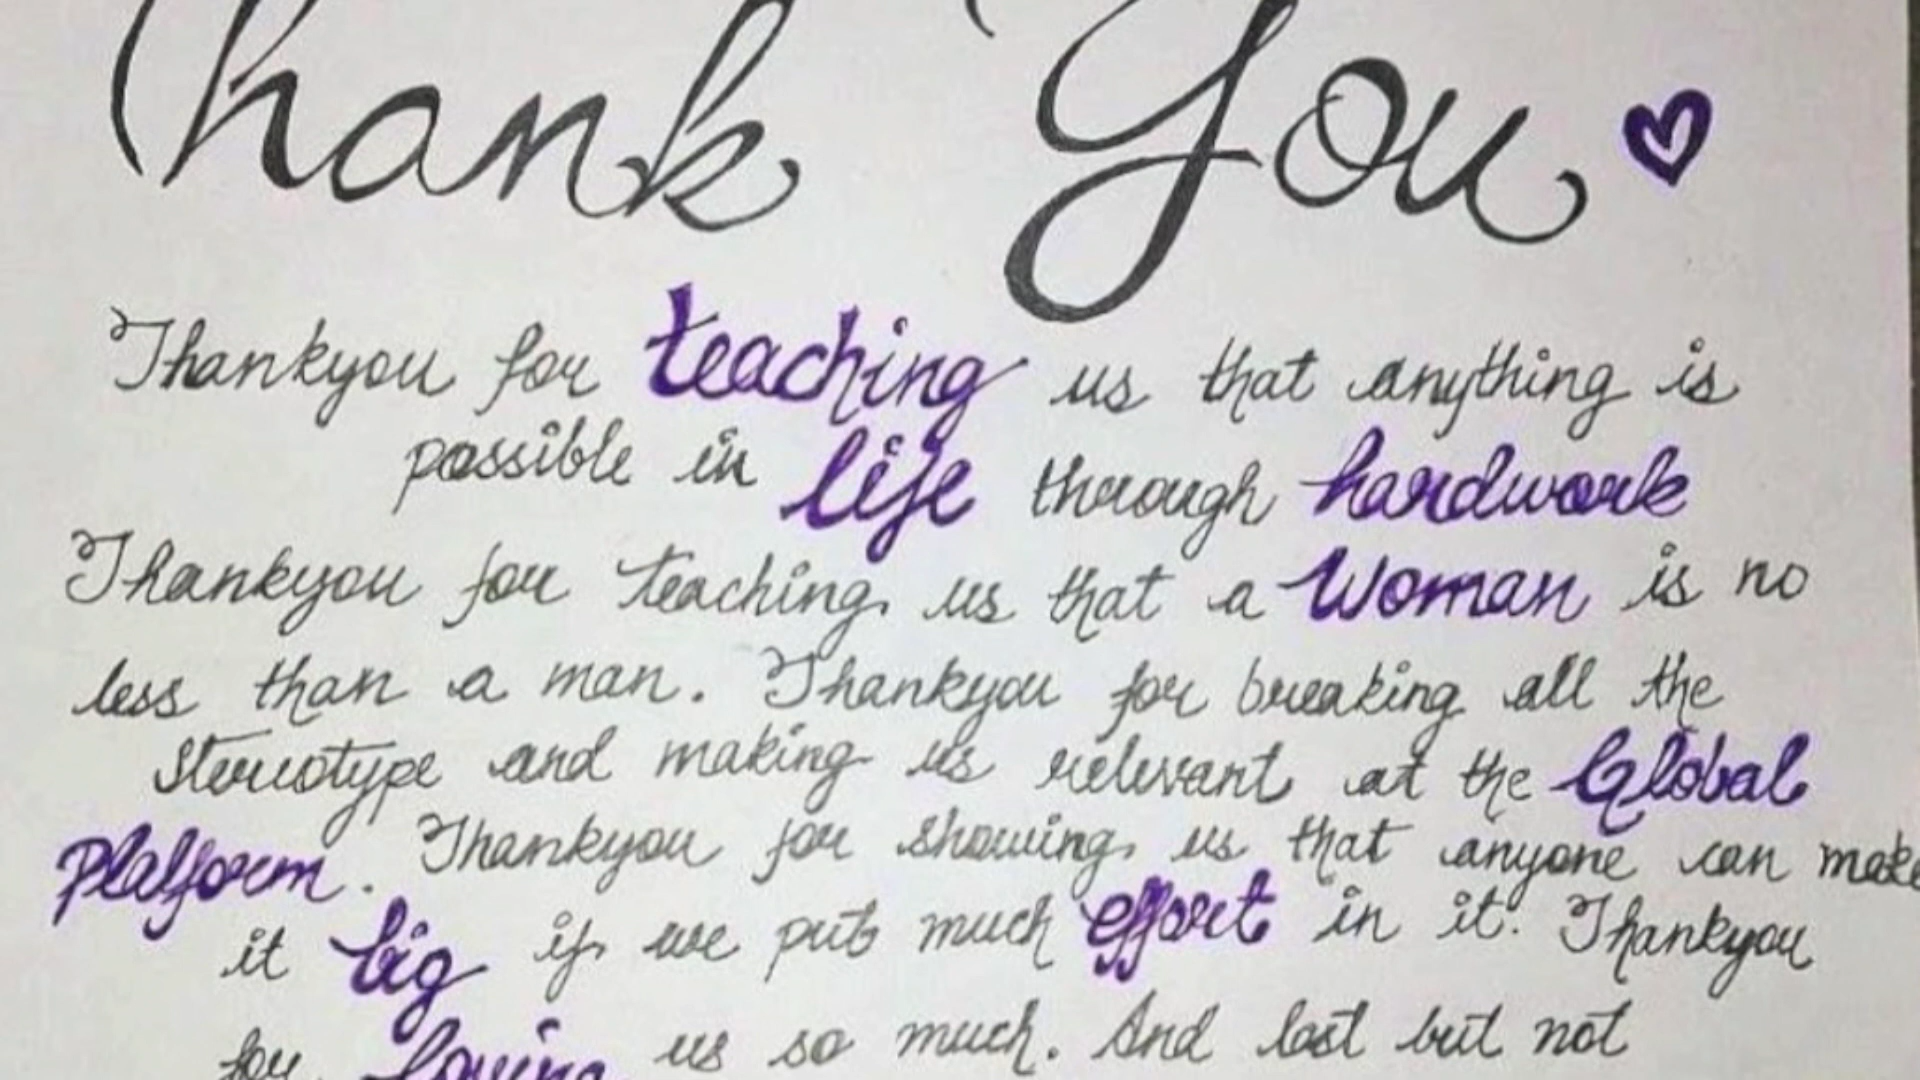 Thank You
Thankyou for teaching us that anything is
possible in life through hardwork
Thankyou for teaching us that a Woman is no
less than a man. Thankyou for breaking all the
stereotype and making us relevant at the Global
Platform. Thankyou for showing us that anyone can make
it big if we put much effort in it. Thankyou
for loving us so much. And last but not